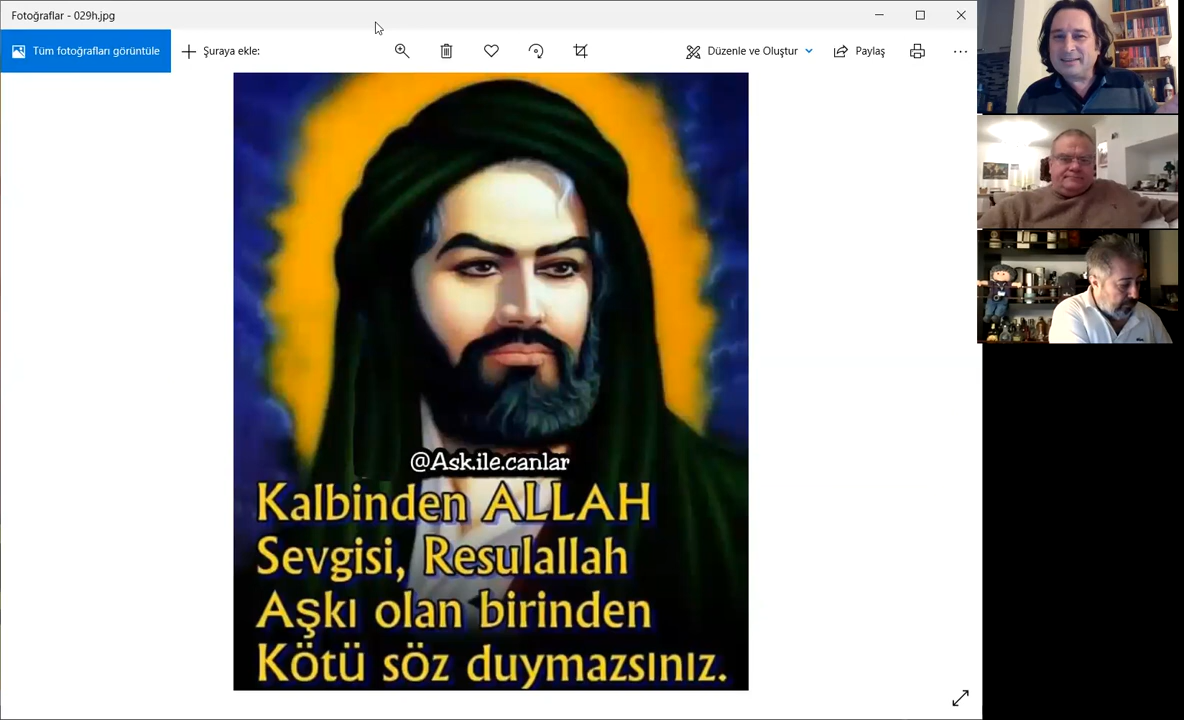 Fotoğraflar - 029h.jpg
Tüm fotoğrafları görüntüle
Şuraya ekle:
Düzenle ve Oluştur
Paylaş
@Ask.ile.canlar
Kalbinden ALLAH
Sevgisi, Resulallah
Aşkı olan birinden
Kötü söz duymazsınız.